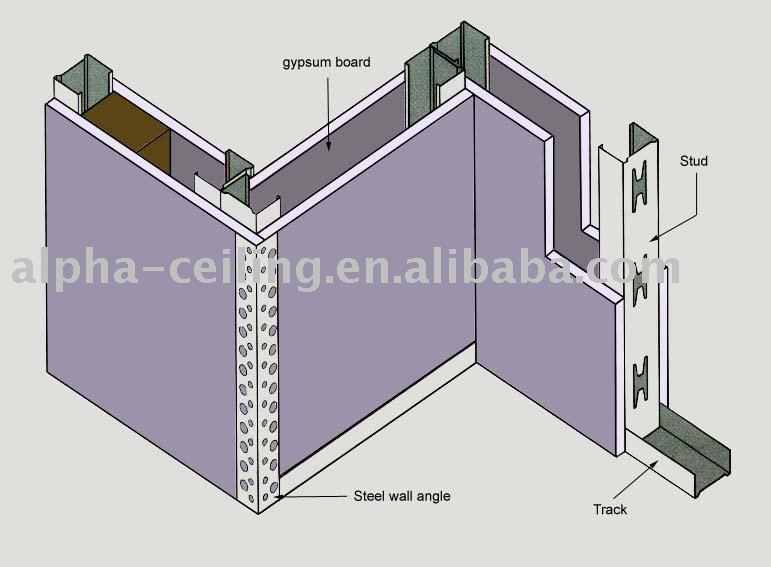 gypsum board
Stud
alpha-ceiling.en.alibaba.com
Steel wall angle
Track